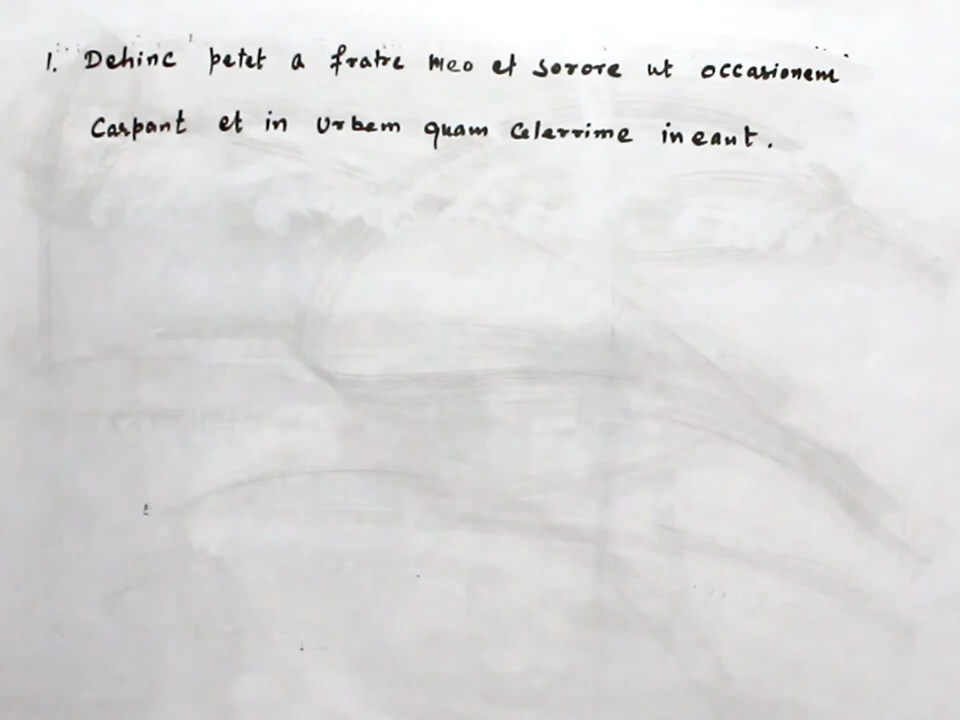 1. Dehinc petet a fratre meo et sorore ut occasionem
Carpant et in Urbem quam celerrime ineant.